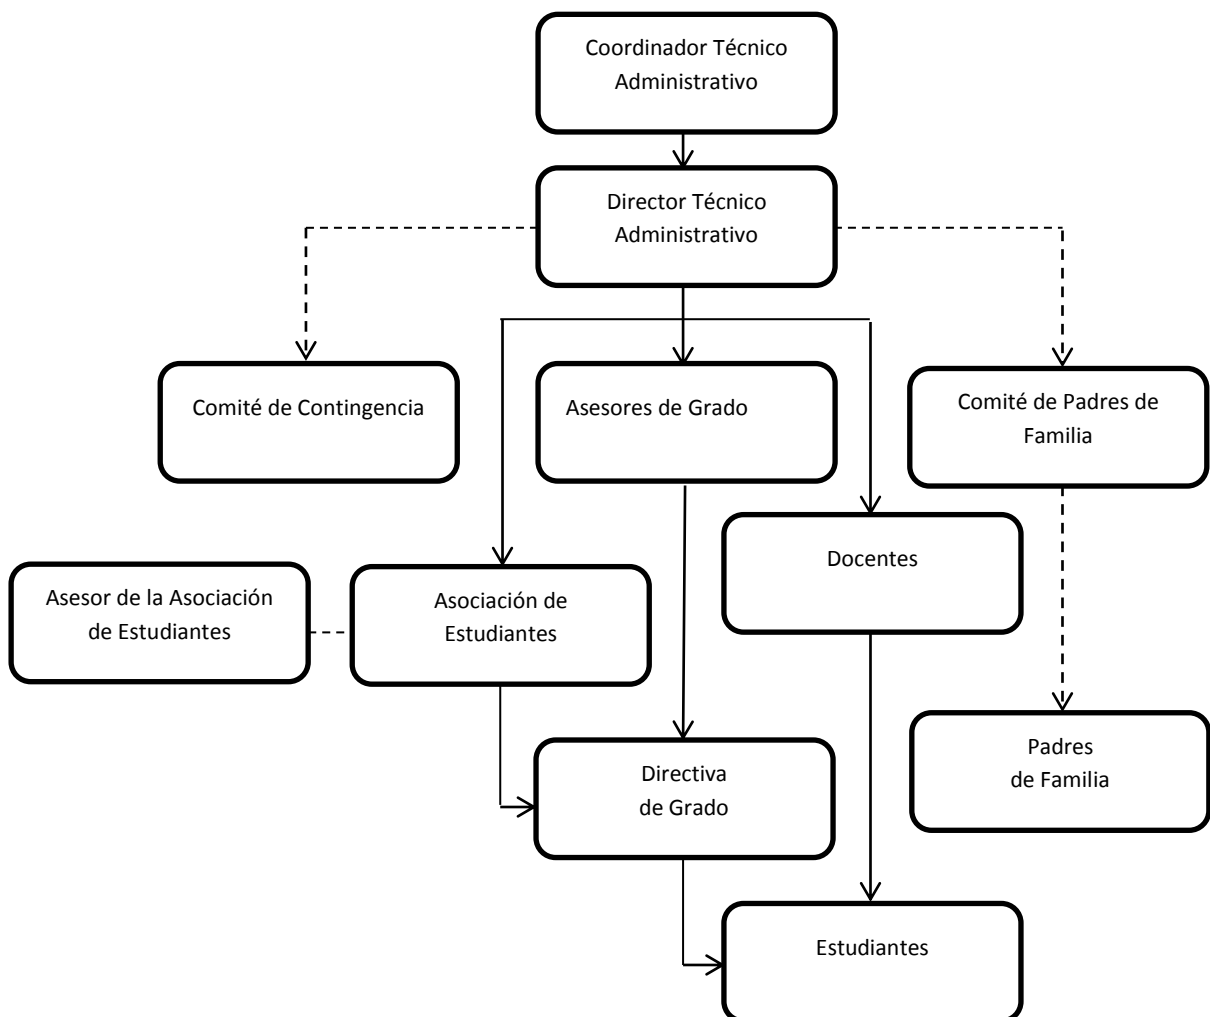 Coordinador Técnico
Administrativo
Director Técnico
Administrativo
Comité de Contingencia
Asesores de Grado
Comité de Padres de
Familia
Docentes
Asesor de la Asociación
de Estudiantes
Asociación de
Estudiantes
Directiva
de Grado
Padres
de Familia
Estudiantes